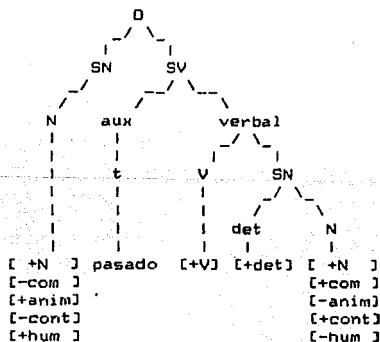 O
SN SV
N aux verbal
t V SN
det N
[ +N ] pasado [+V] [+det] [ +N ]
[-com ] [+com ]
[+anim] [-anim]
[-cont] [+cont]
[+hum ] [-hum ]